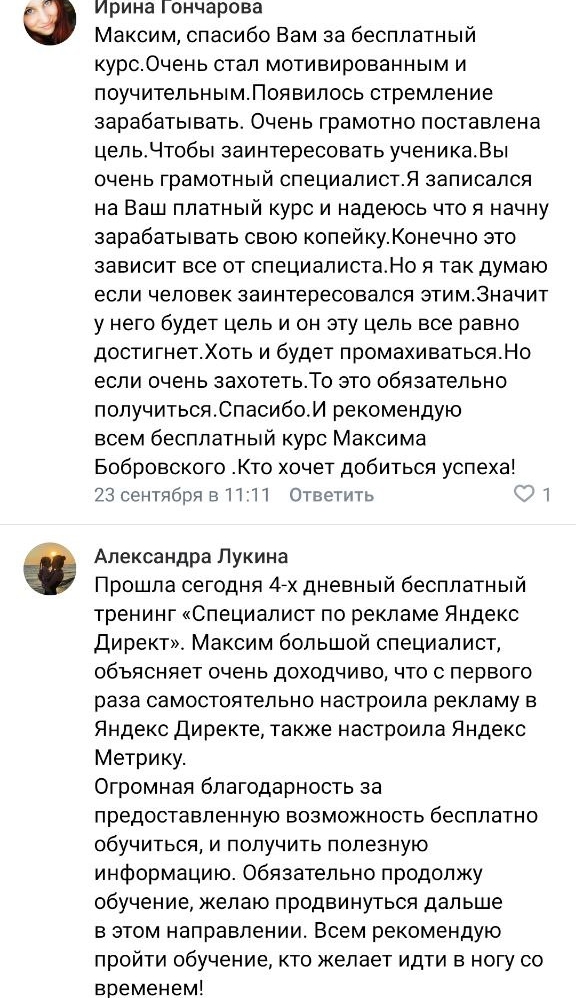 Ирина Гончарова
Максим, спасибо Вам за бесплатный
курс.Очень стал мотивированным и
поучительным.Появилось стремление
зарабатывать. Очень грамотно поставлена
цель.Чтобы заинтересовать ученика.Вы
очень грамотный специалист.Я записался
на Ваш платный курс и надеюсь что я начну
зарабатывать свою копейку.Конечно это
зависит все от специалиста.Но я так думаю
если человек заинтересовался этим.Значит
у него будет цель и он эту цель все равно
достигнет.Хоть и будет промахиваться.Но
если очень захотеть.То это обязательно
получиться.Спасибо.И рекомендую
всем бесплатный курс Максима
Бобровского .Кто хочет добиться успеха!
23 сентября в 11:11 Ответить 1
Александра Лукина
Прошла сегодня 4-х дневный бесплатный
тренинг «Специалист по рекламе Яндекс
Директ». Максим большой специалист,
объясняет очень доходчиво, что с первого
раза самостоятельно настроила рекламу в
Яндекс Директе, также настроила Яндекс
Метрику.
Огромная благодарность за
предоставленную возможность бесплатно
обучиться, и получить полезную
информацию. Обязательно продолжу
обучение, желаю продвинуться дальше
в этом направлении. Всем рекомендую
пройти обучение, кто желает идти в ногу со
временем!